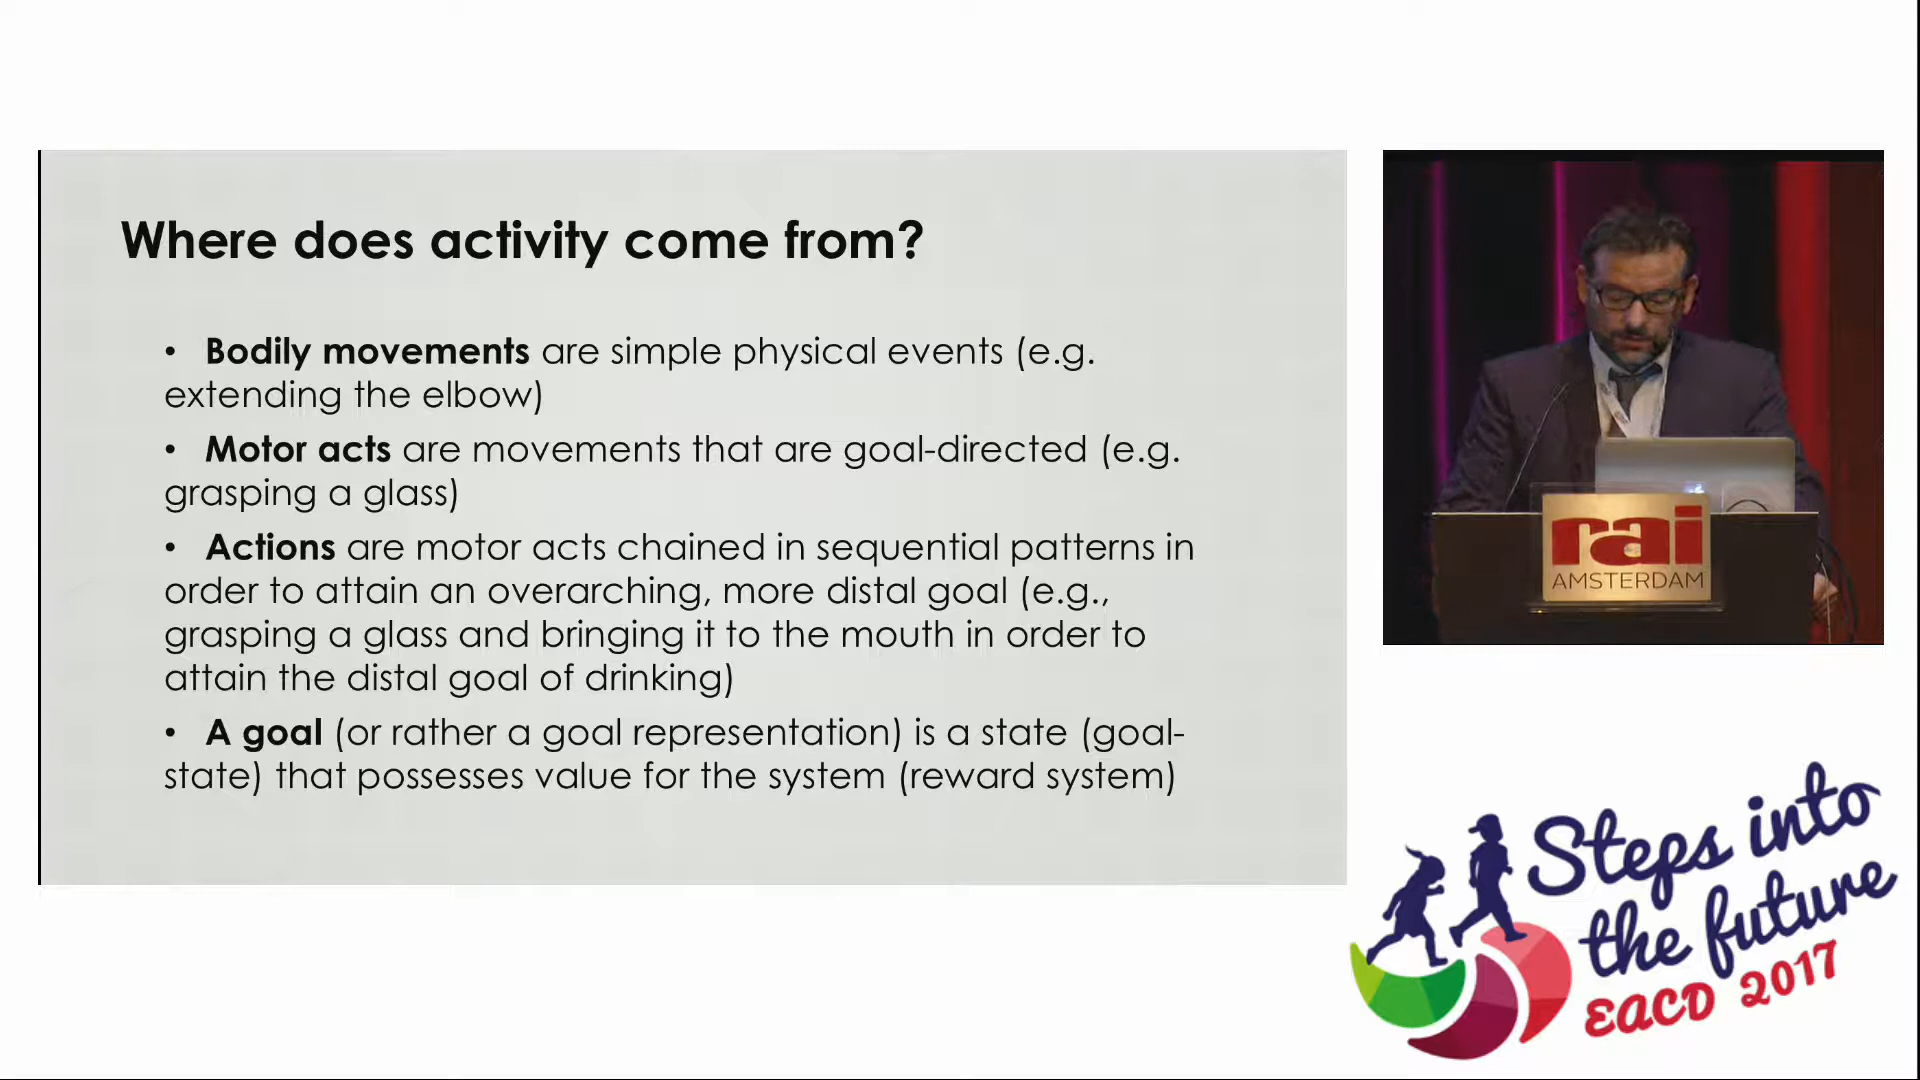 Where does activity come from?
• Bodily movements are simple physical events (e.g.
extending the elbow)
• Motor acts are movements that are goal-directed (e.g.
grasping a glass)
• Actions are motor acts chained in sequential patterns in
order to attain an overarching, more distal goal (e.g.,
grasping a glass and bringing it to the mouth in order to
attain the distal goal of drinking)
• A goal (or rather a goal representation) is a state (goal-
state) that possesses value for the system (reward system)
rai
AMSTERDAM
Steps into
the future
EACD 2017